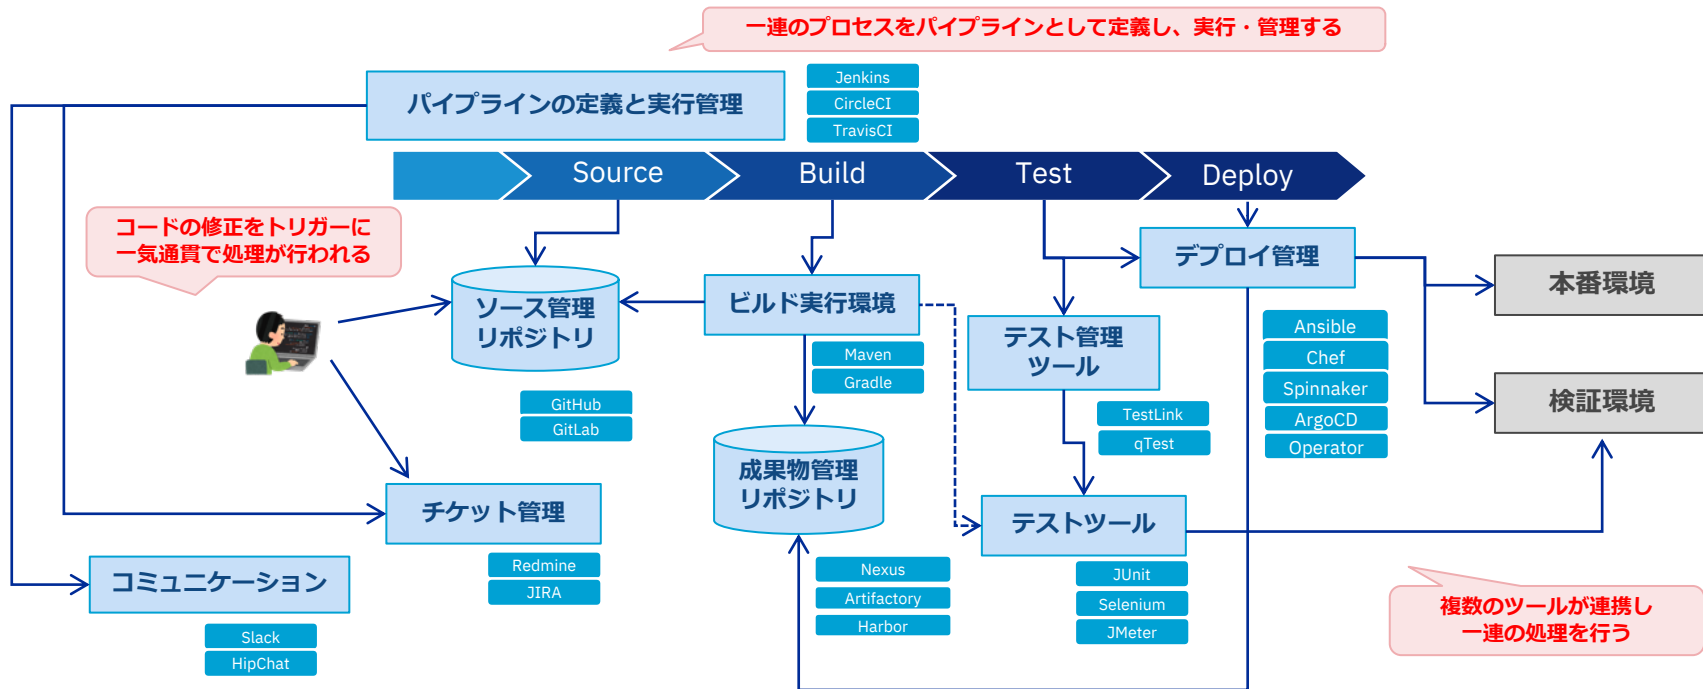 一連のプロセスをパイプラインとして定義し、実行・管理する
パイプラインの定義と実行管理
Jenkins
CircleCI
TravisCI
Source
Build
Test
Deploy
コードの修正をトリガーに
一気通貫で処理が行われる
ソース管理
リポジトリ
GitHub
GitLab
ビルド実行環境
Maven
Gradle
デプロイ管理
Ansible
Chef
Spinnaker
ArgoCD
Operator
本番環境
検証環境
テスト管理
ツール
TestLink
qTest
成果物管理
リポジトリ
Nexus
Artifactory
Harbor
テストツール
JUnit
Selenium
JMeter
チケット管理
Redmine
JIRA
コミュニケーション
Slack
HipChat
複数のツールが連携し
一連の処理を行う